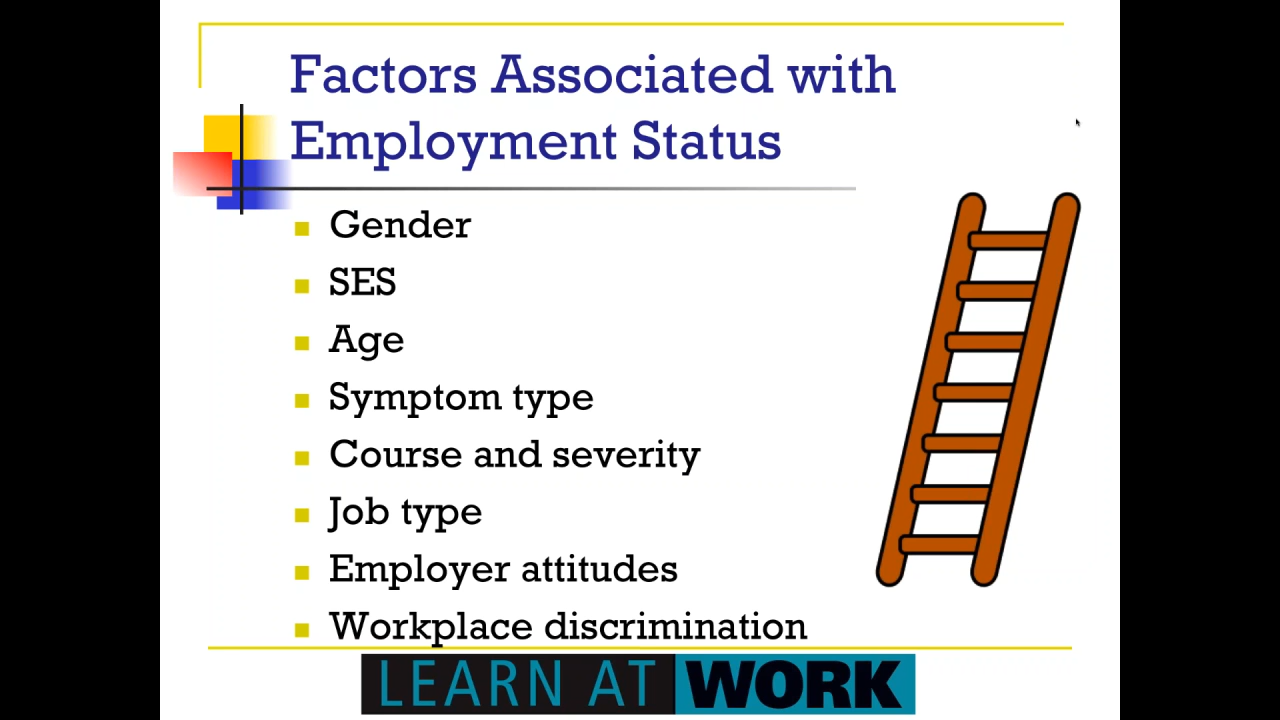 Factors Associated with
Employment Status
Gender
SES
Age
Symptom type
Course and severity
Job type
Employer attitudes
Workplace discrimination
LEARN AT WORK